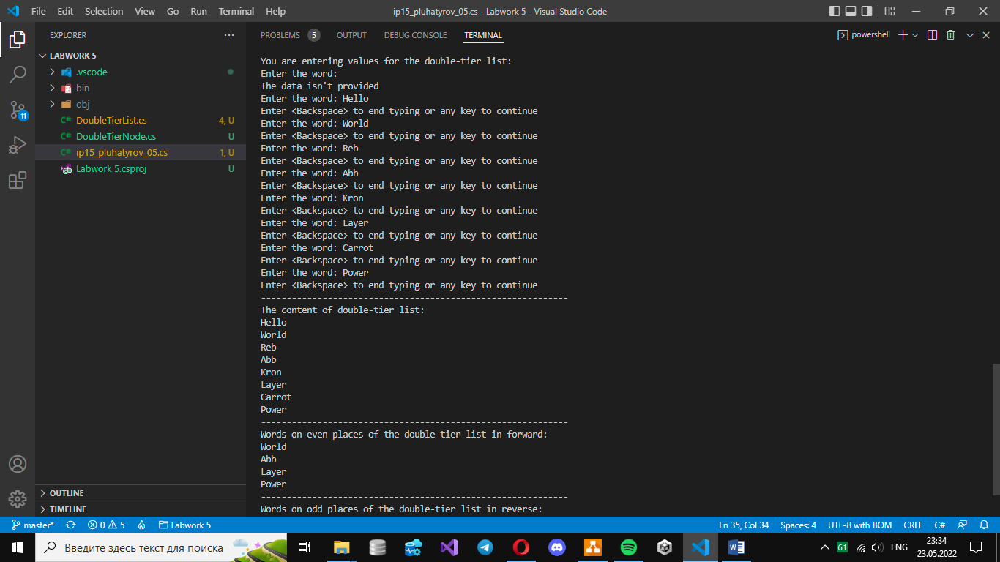 File Edit Selection View Go Run Terminal Help
ip15_pluhatyrov_05.cs - Labwork 5 - Visual Studio Code
EXPLORER
LABWORK 5
.vscode
bin
obj
C# DoubleTierList.cs 4, U
C# DoubleTierNode.cs U
C# ip15_pluhatyrov_05.cs 1, U
Labwork 5.csproj U
OUTLINE
TIMELINE
11
PROBLEMS 5 OUTPUT DEBUG CONSOLE TERMINAL
powershell
You are entering values for the double-tier list:
Enter the word:
The data isn't provided
Enter the word: Hello
Enter <Backspace> to end typing or any key to continue
Enter the word: World
Enter <Backspace> to end typing or any key to continue
Enter the word: Reb
Enter <Backspace> to end typing or any key to continue
Enter the word: Abb
Enter <Backspace> to end typing or any key to continue
Enter the word: Kron
Enter <Backspace> to end typing or any key to continue
Enter the word: Layer
Enter <Backspace> to end typing or any key to continue
Enter the word: Carrot
Enter <Backspace> to end typing or any key to continue
Enter the word: Power
Enter <Backspace> to end typing or any key to continue
------------------------------------------------------------
The content of double-tier list:
Hello
World
Reb
Abb
Kron
Layer
Carrot
Power
------------------------------------------------------------
Words on even places of the double-tier list in forward:
World
Abb
Layer
Power
------------------------------------------------------------
Words on odd places of the double-tier list in reverse:
master* 0 5 Labwork 5
Ln 35, Col 34 Spaces: 4 UTF-8 with BOM CRLF C#
Введите здесь текст для поиска
61 ENG
23:34
23.05.2022